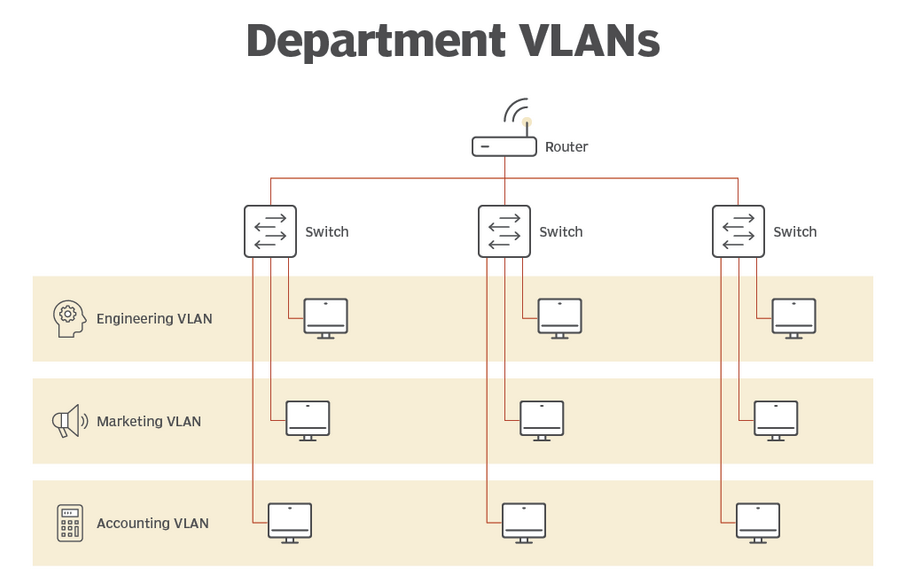 Department VLANs
Router
Switch
Switch
Switch
Engineering VLAN
Marketing VLAN
Accounting VLAN